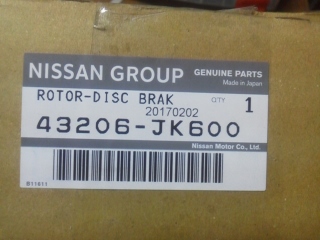 NISSAN GROUP GENUINE PARTS
Made in Japan
ROTOR-DISC BRAK QTY 1
20170202
43206-JK600
Nissan Motor Co., Ltd.
B11811